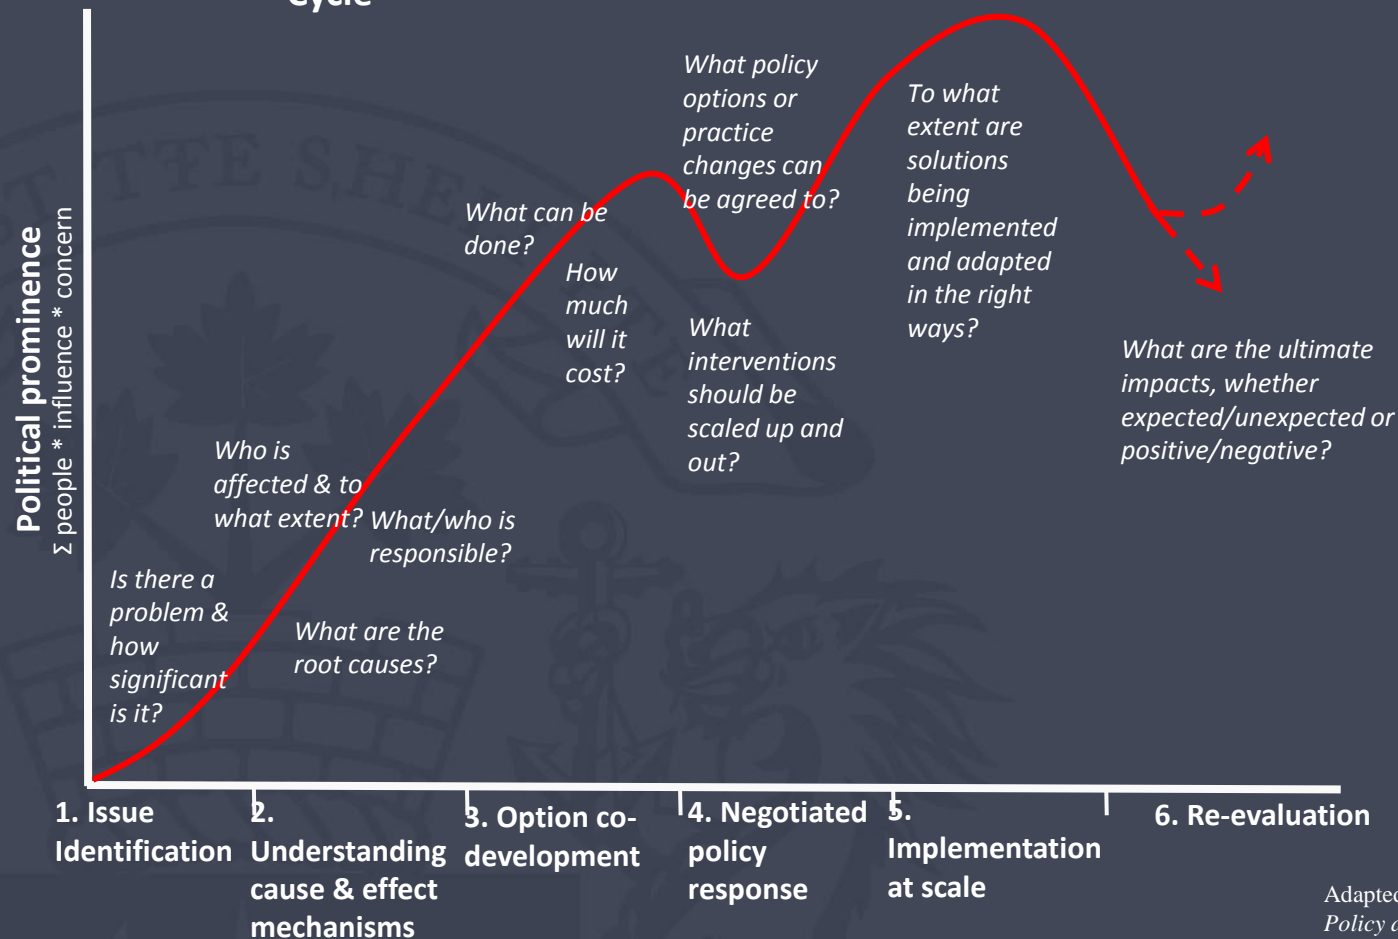 Cycle
Political prominence
Σ people * influence * concern
Is there a
problem &
how
significant
is it?
Who is
affected & to
what extent?
What/who is
responsible?
What are the
root causes?
What can be
done?
How
much
will it
cost?
What policy
options or
practice
changes can
be agreed to?
What
interventions
should be
scaled up and
out?
To what
extent are
solutions
being
implemented
and adapted
in the right
ways?
What are the ultimate
impacts, whether
expected/unexpected or
positive/negative?
1. Issue
Identification
2.
Understanding
cause & effect
mechanisms
3. Option co-
development
4. Negotiated
policy
response
5.
Implementation
at scale
6. Re-evaluation
Adapted
Policy